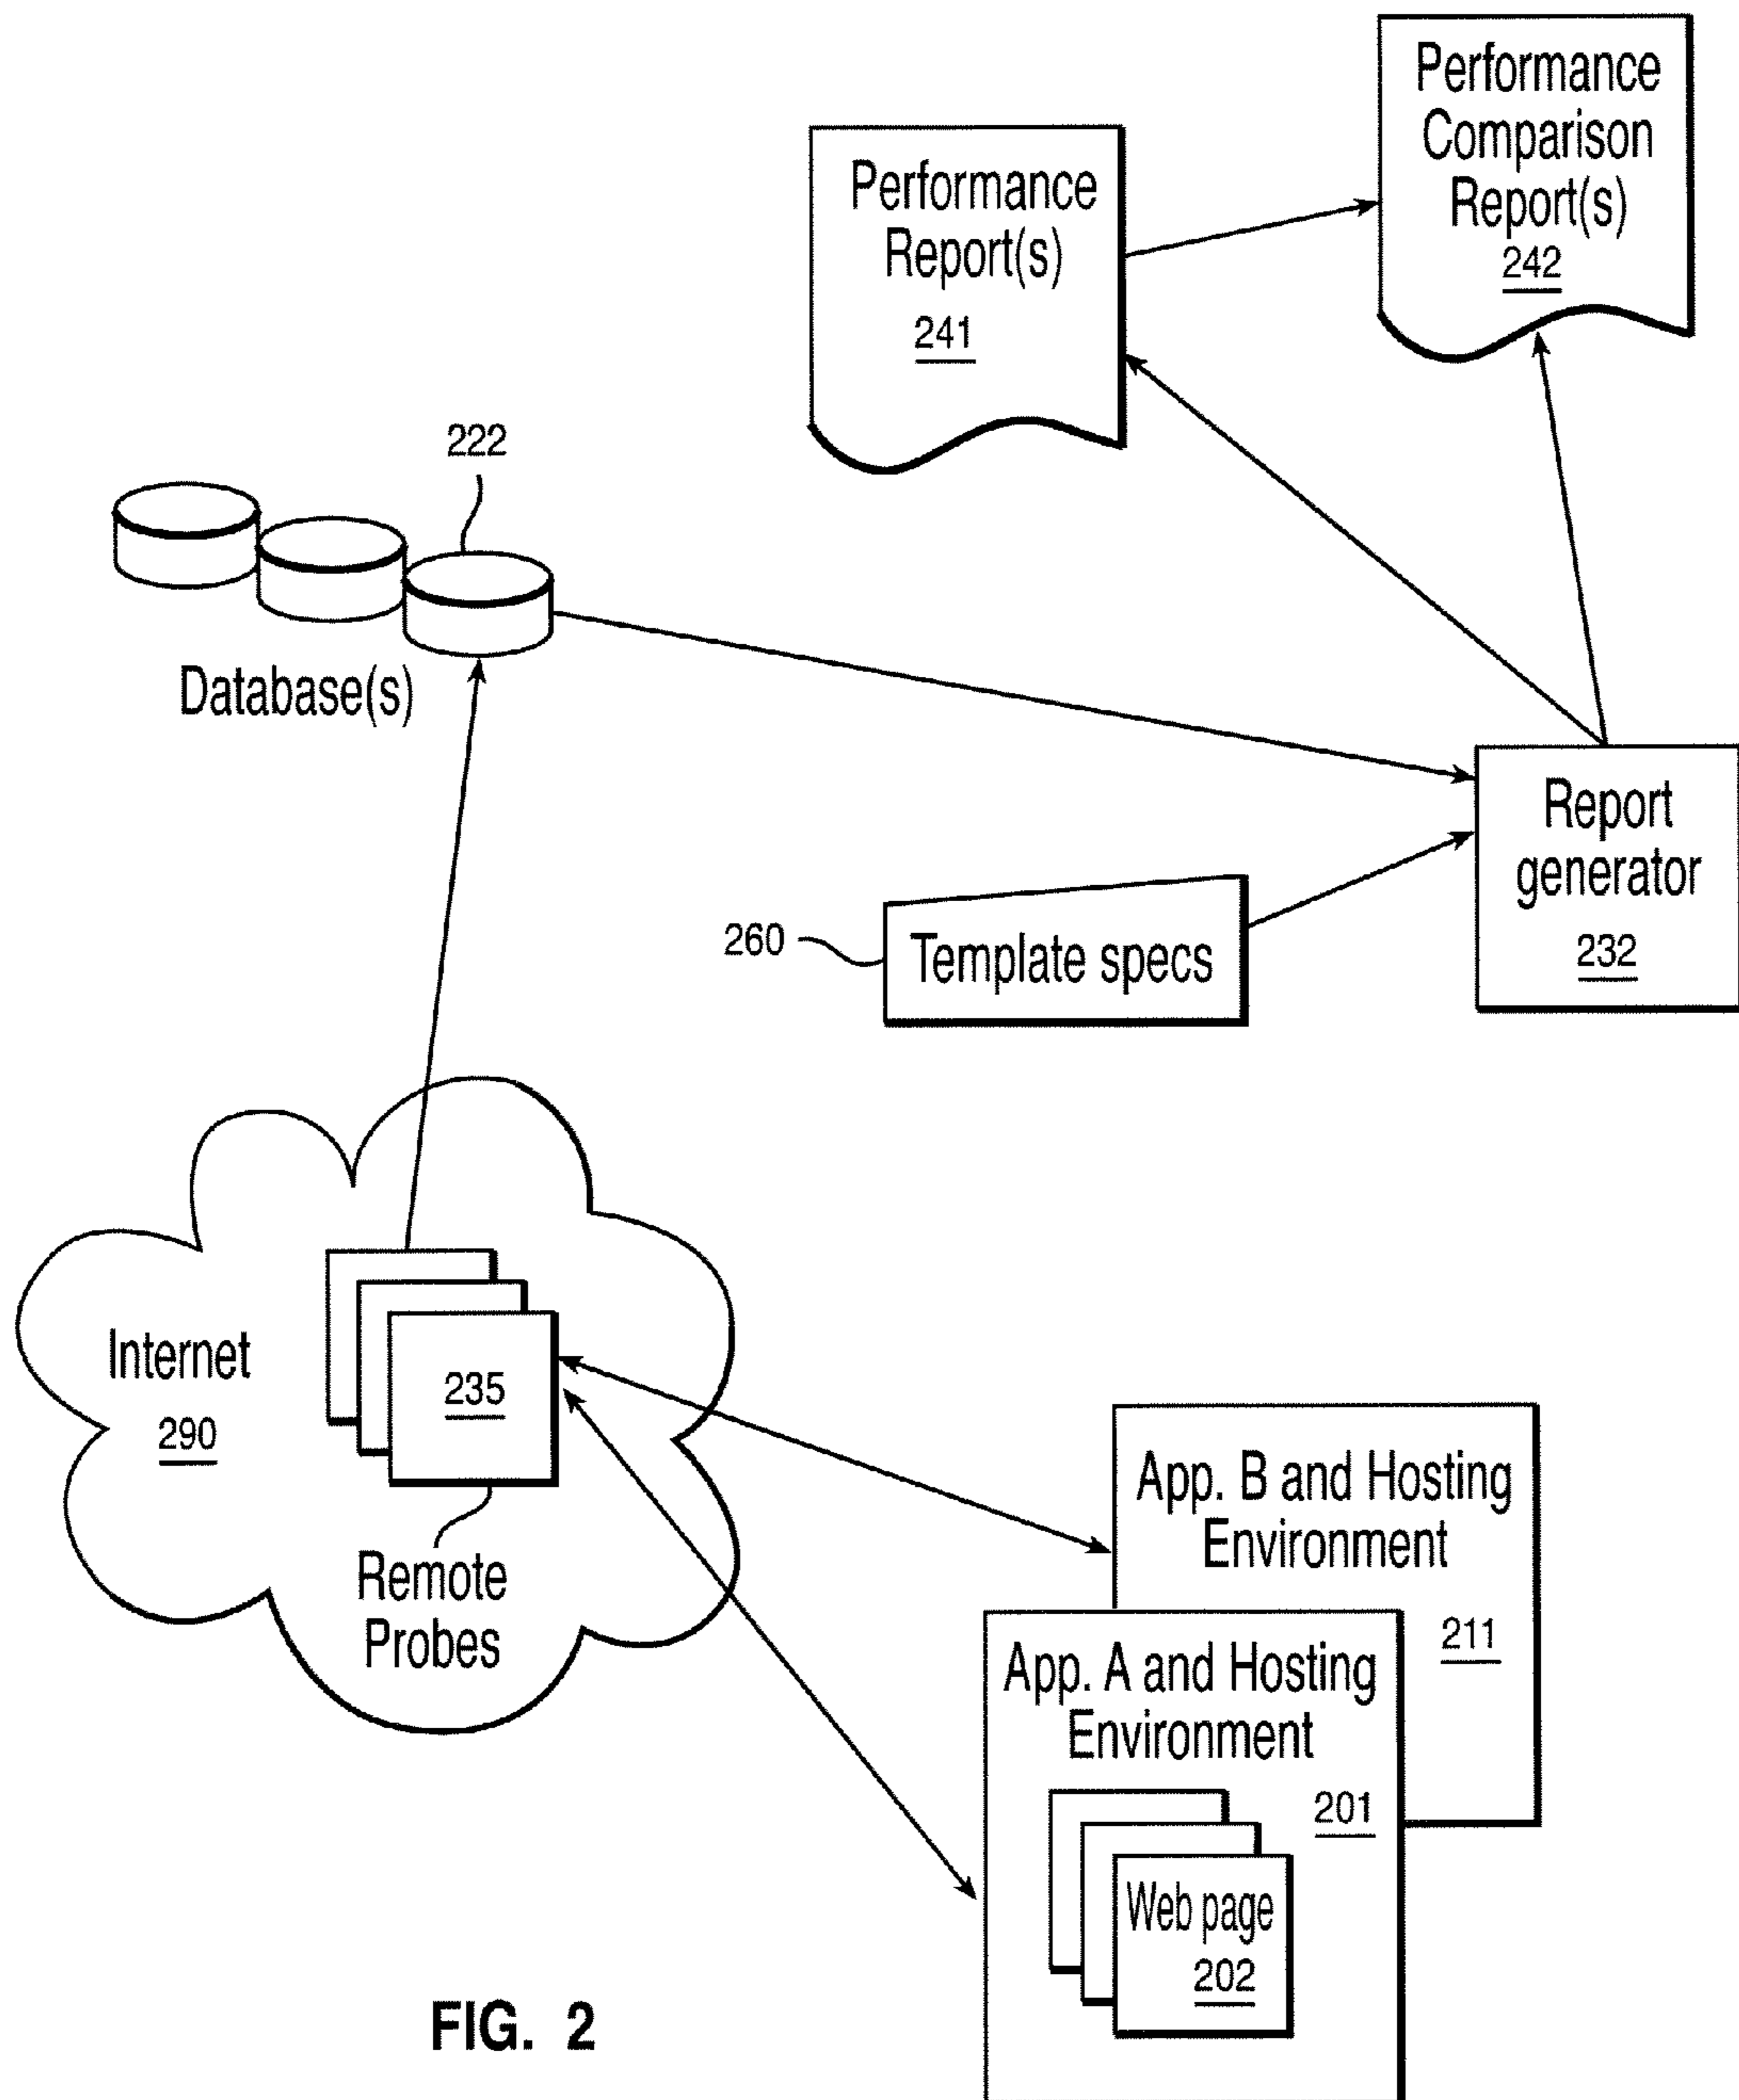 Performance
Comparison
Report(s)
242
Performance
Report(s)
241
222
Database(s)
Report
generator
232
260
Template specs
Internet
290
235
Remote
Probes
App. B and Hosting
Environment
211
App. A and Hosting
Environment
201
Web page
202
FIG. 2